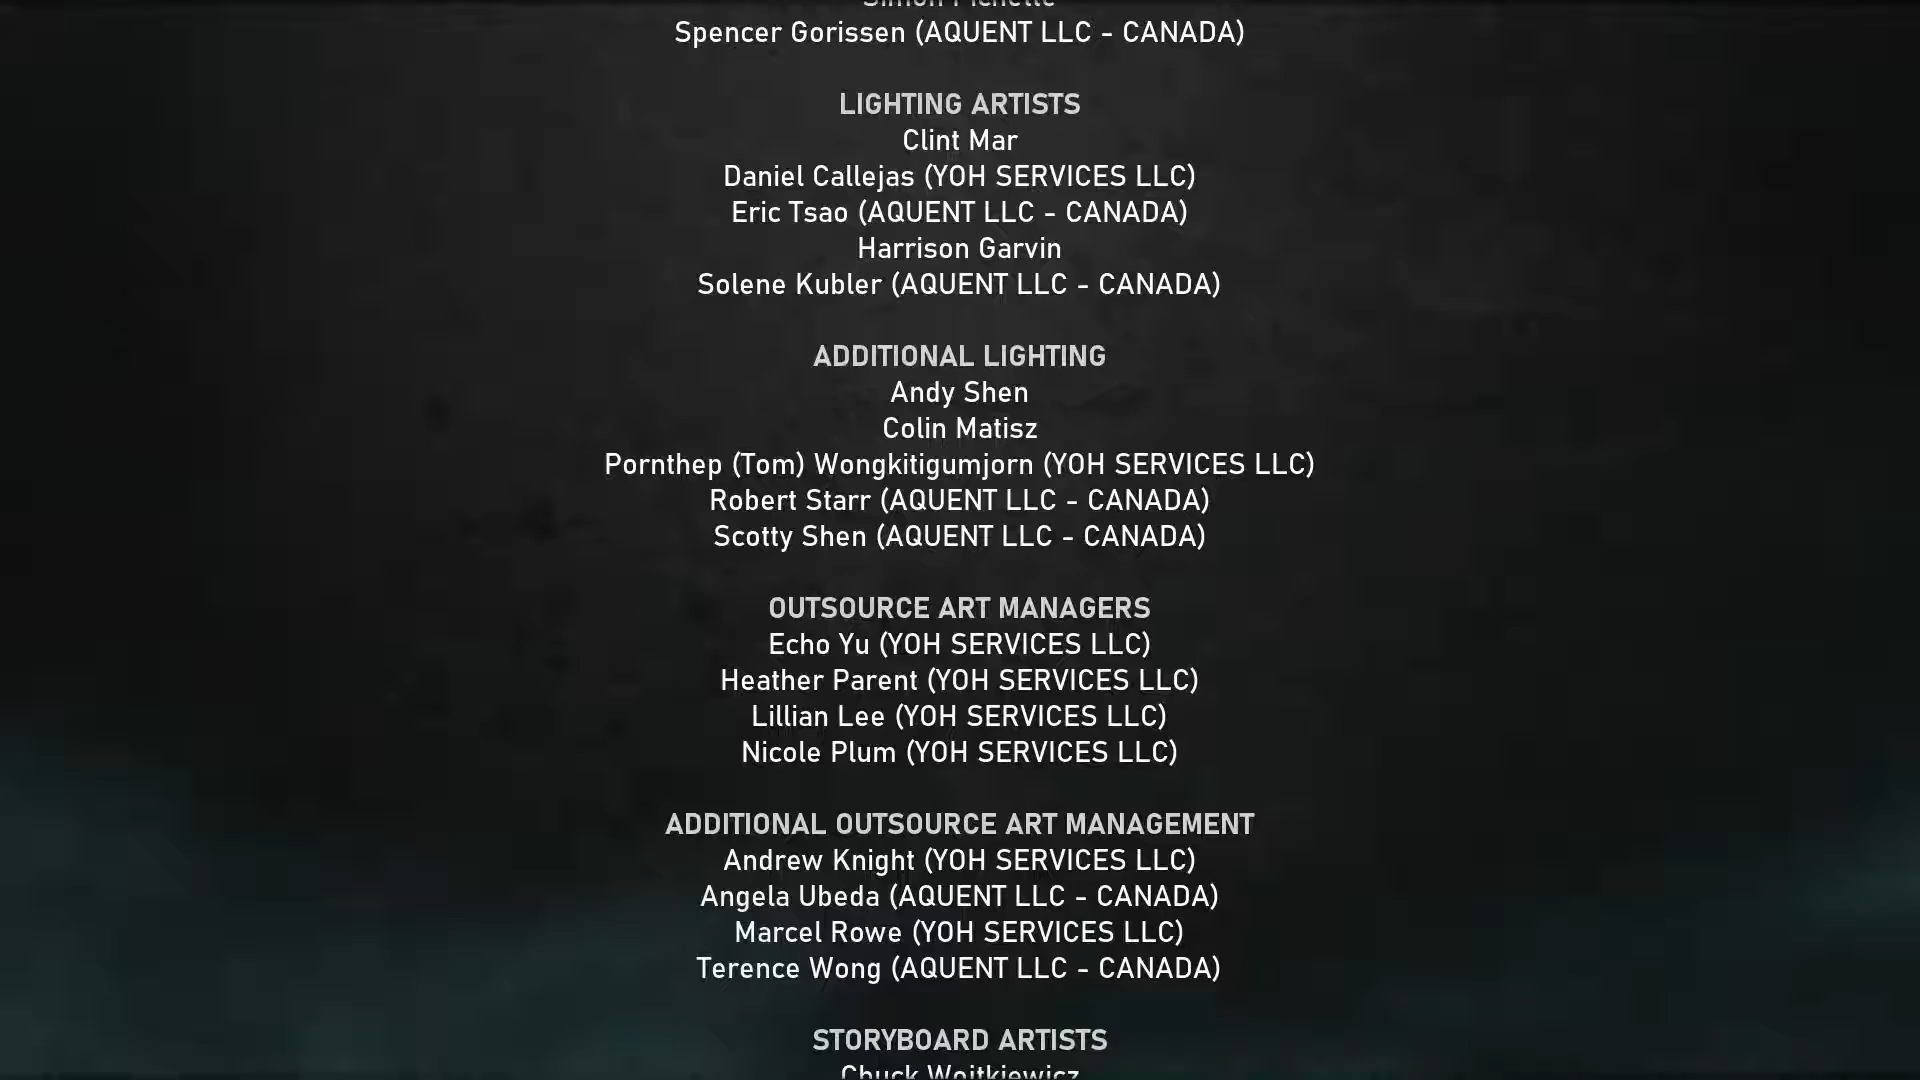 Spencer Gorissen (AQUENT LLC - CANADA)
LIGHTING ARTISTS
Clint Mar
Daniel Callejas (YOH SERVICES LLC)
Eric Tsao (AQUENT LLC - CANADA)
Harrison Garvin
Solene Kubler (AQUENT LLC - CANADA)
ADDITIONAL LIGHTING
Andy Shen
Colin Matisz
Pornthep (Tom) Wongkitigumjorn (YOH SERVICES LLC)
Robert Starr (AQUENT LLC - CANADA)
Scotty Shen (AQUENT LLC - CANADA)
OUTSOURCE ART MANAGERS
Echo Yu (YOH SERVICES LLC)
Heather Parent (YOH SERVICES LLC)
Lillian Lee (YOH SERVICES LLC)
Nicole Plum (YOH SERVICES LLC)
ADDITIONAL OUTSOURCE ART MANAGEMENT
Andrew Knight (YOH SERVICES LLC)
Angela Ubeda (AQUENT LLC - CANADA)
Marcel Rowe (YOH SERVICES LLC)
Terence Wong (AQUENT LLC - CANADA)
STORYBOARD ARTISTS
Chuck Wojtkiewicz